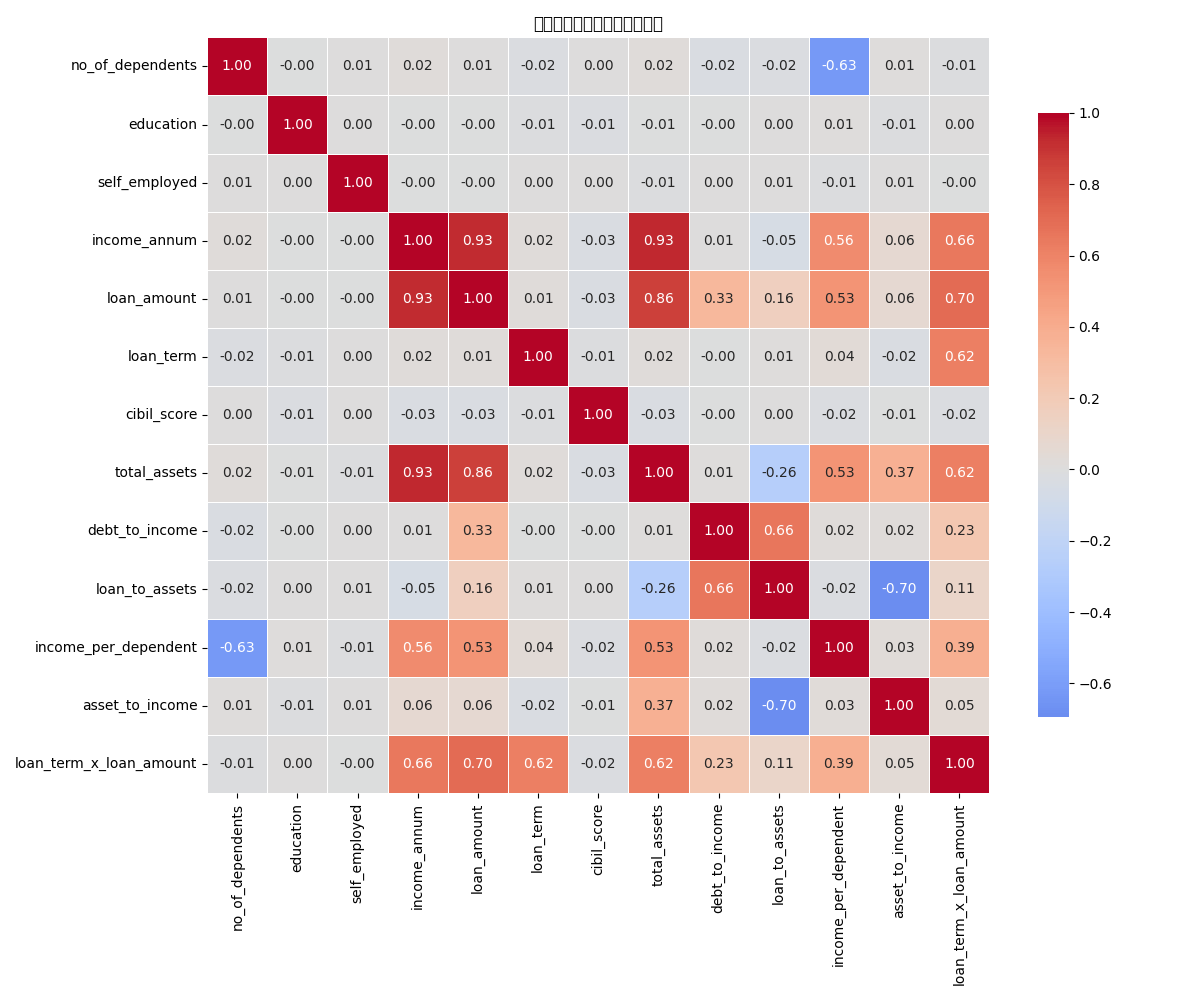 no_of_dependents 1.00 -0.00 0.01 0.02 0.01 -0.02 0.00 0.02 -0.02 -0.02 -0.63 0.01 -0.01
education -0.00 1.00 0.00 -0.00 -0.00 -0.01 -0.01 -0.01 -0.00 0.00 0.01 -0.01 0.00
self_employed 0.01 0.00 1.00 -0.00 -0.00 0.00 0.00 -0.01 0.00 0.01 -0.01 0.01 -0.00
income_annum 0.02 -0.00 -0.00 1.00 0.93 0.02 -0.03 0.93 0.01 -0.05 0.56 0.06 0.66
loan_amount 0.01 -0.00 -0.00 0.93 1.00 0.01 -0.03 0.86 0.33 0.16 0.53 0.06 0.70
loan_term -0.02 -0.01 0.00 0.02 0.01 1.00 -0.01 0.02 -0.00 0.01 0.04 -0.02 0.62
cibil_score 0.00 -0.01 0.00 -0.03 -0.03 -0.01 1.00 -0.03 -0.00 0.00 -0.02 -0.01 -0.02
total_assets 0.02 -0.01 -0.01 0.93 0.86 0.02 -0.03 1.00 0.01 -0.26 0.53 0.37 0.62
debt_to_income -0.02 -0.00 0.00 0.01 0.33 -0.00 -0.00 0.01 1.00 0.66 0.02 0.02 0.23
loan_to_assets -0.02 0.00 0.01 -0.05 0.16 0.01 0.00 -0.26 0.66 1.00 -0.02 -0.70 0.11
income_per_dependent -0.63 0.01 -0.01 0.56 0.53 0.04 -0.02 0.53 0.02 -0.02 1.00 0.03 0.39
asset_to_income 0.01 -0.01 0.01 0.06 0.06 -0.02 -0.01 0.37 0.02 -0.70 0.03 1.00 0.05
loan_term_x_loan_amount -0.01 0.00 -0.00 0.66 0.70 0.62 -0.02 0.62 0.23 0.11 0.39 0.05 1.00
no_of_dependents
education
self_employed
income_annum
loan_amount
loan_term
cibil_score
total_assets
debt_to_income
loan_to_assets
income_per_dependent
asset_to_income
loan_term_x_loan_amount
1.0
0.8
0.6
0.4
0.2
0.0
−0.2
−0.4
−0.6